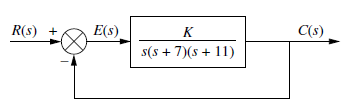 R(s) + E(s) K C(s)
s(s + 7)(s + 11)
−